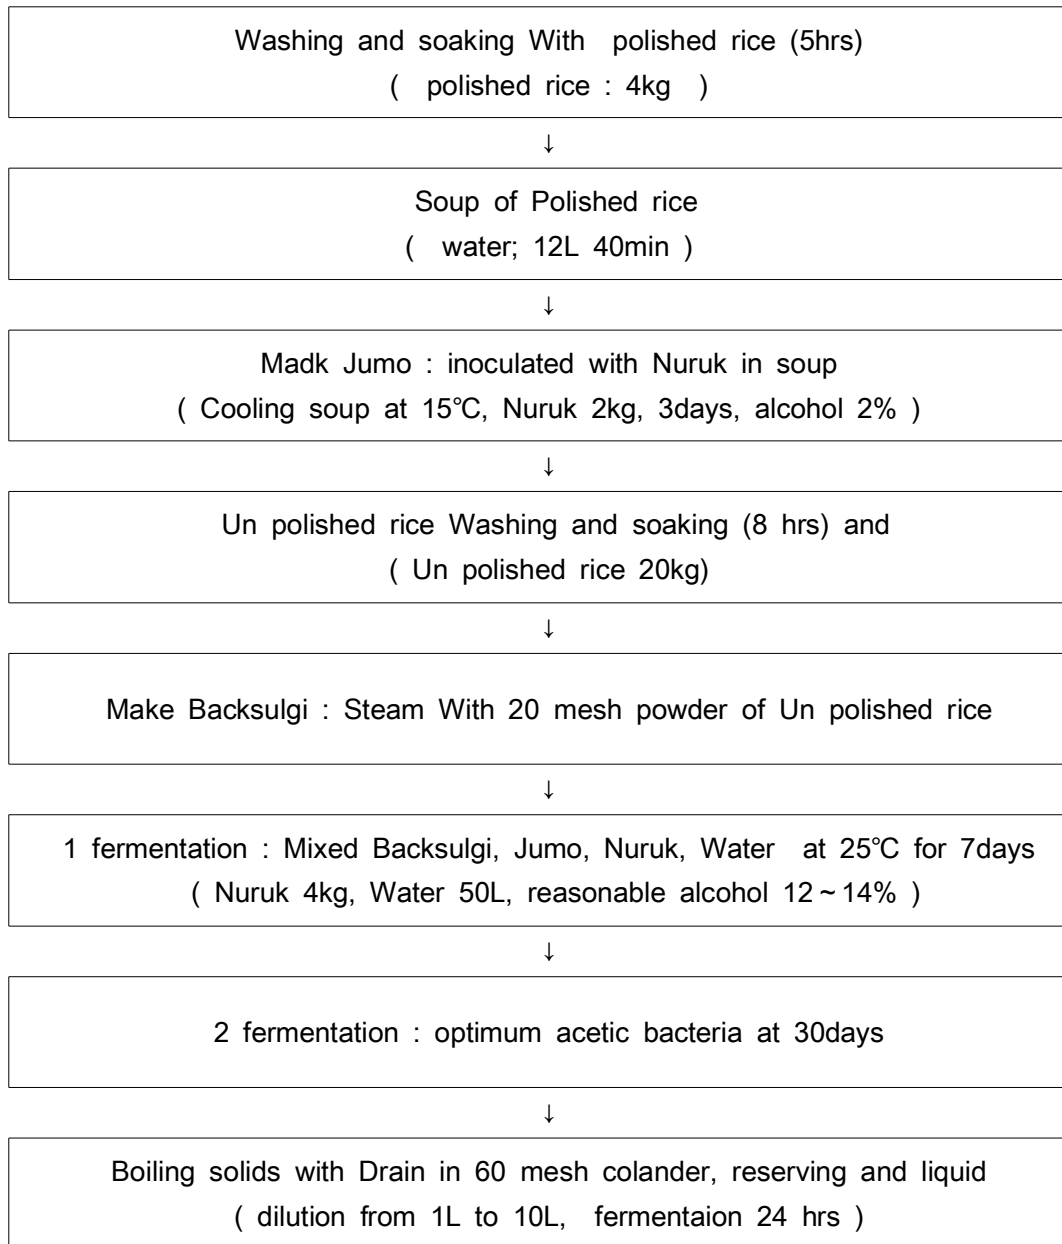 Washing and soaking With polished rice (5hrs)
( polished rice : 4kg )
↓
Soup of Polished rice
( water; 12L 40min )
↓
Madk Jumo : inoculated with Nuruk in soup
( Cooling soup at 15℃, Nuruk 2kg, 3days, alcohol 2% )
↓
Un polished rice Washing and soaking (8 hrs) and
( Un polished rice 20kg)
↓
Make Backsulgi : Steam With 20 mesh powder of Un polished rice
↓
1 fermentation : Mixed Backsulgi, Jumo, Nuruk, Water at 25℃ for 7days
( Nuruk 4kg, Water 50L, reasonable alcohol 12～14% )
↓
2 fermentation : optimum acetic bacteria at 30days
↓
Boiling solids with Drain in 60 mesh colander, reserving and liquid
( dilution from 1L to 10L, fermentaion 24 hrs )